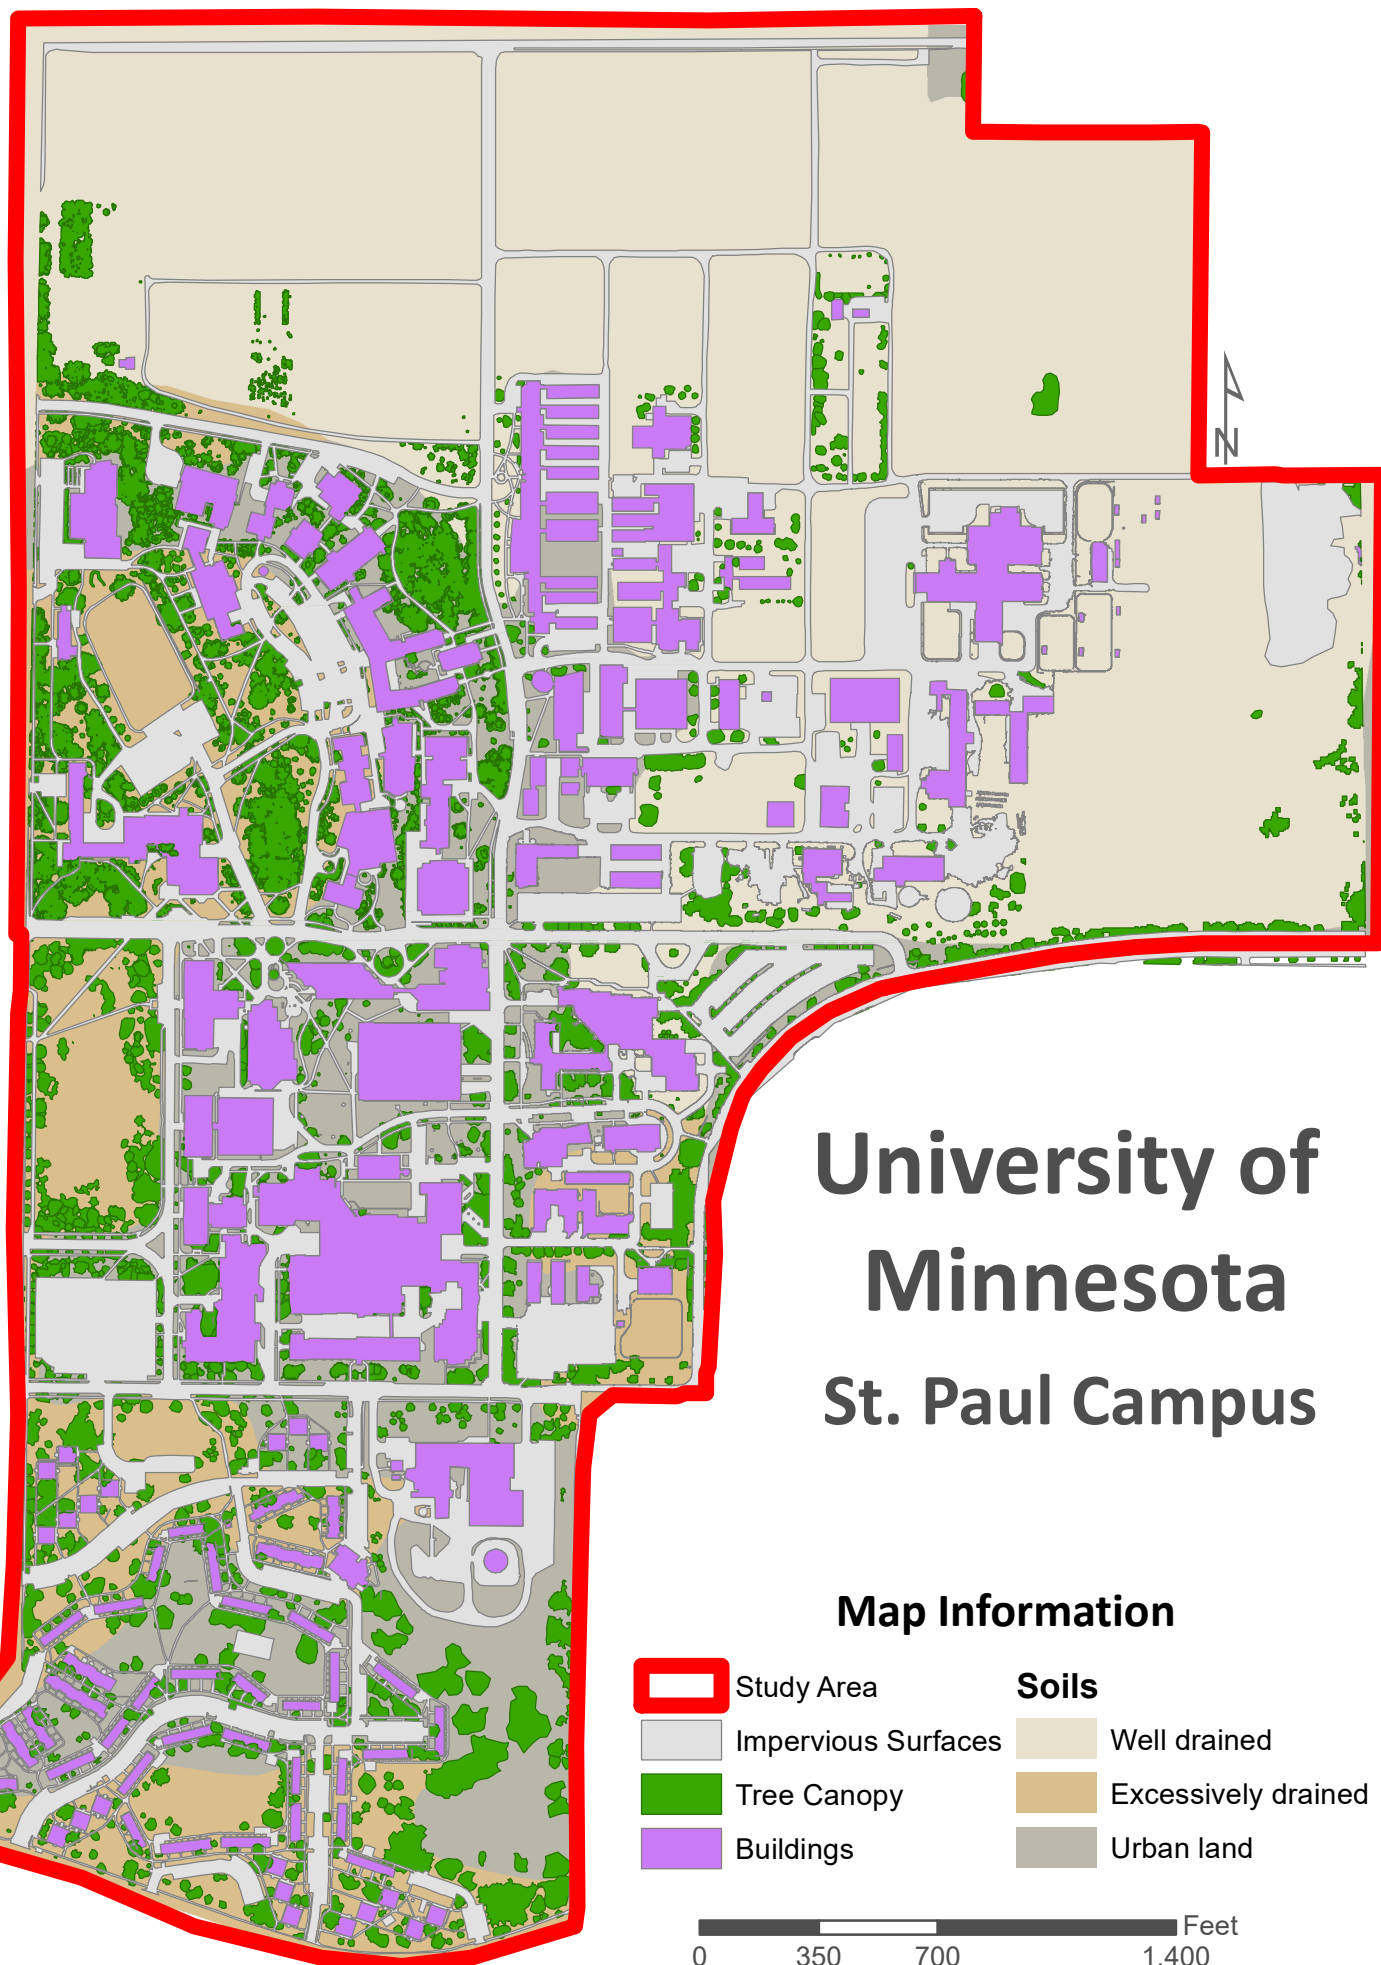 N
University of
Minnesota
St. Paul Campus
Map Information
Study Area
Impervious Surfaces
Tree Canopy
Buildings
Soils
Well drained
Excessively drained
Urban land
Feet
0 350 700 1,400